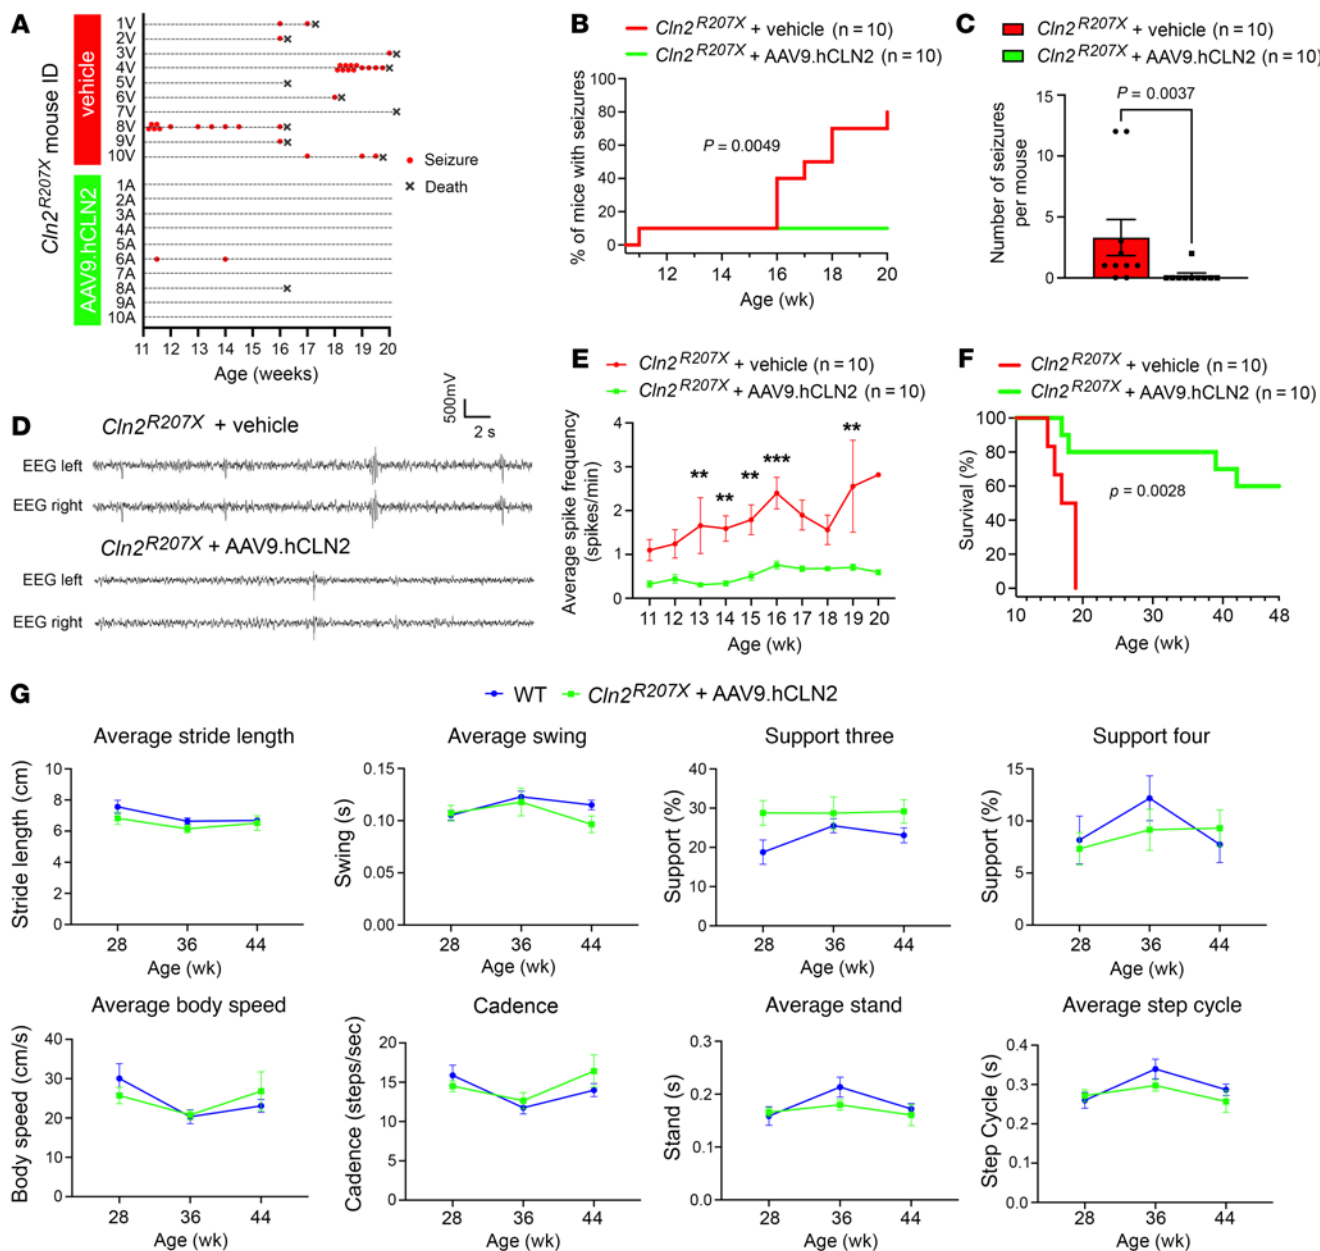 A
Cln2R207X mouse ID
vehicle
AAV9.hCLN2
1V
2V
3V
4V
5V
6V
7V
8V
9V
10V
1A
2A
3A
4A
5A
6A
7A
8A
9A
10A
Seizure
Death
11 12 13 14 15 16 17 18 19 20
Age (weeks)
B
Cln2R207X + vehicle (n = 10)
Cln2R207X + AAV9.hCLN2 (n = 10)
% of mice with seizures
100
80
60
40
20
0
P = 0.0049
12 14 16 18 20
Age (wk)
C
Cln2R207X + vehicle (n = 10)
Cln2R207X + AAV9.hCLN2 (n = 10)
Number of seizures
per mouse
15
10
5
0
P = 0.0037
D
500mV
2 s
Cln2R207X + vehicle
EEG left
EEG right
Cln2R207X + AAV9.hCLN2
EEG left
EEG right
E
Cln2R207X + vehicle (n = 10)
Cln2R207X + AAV9.hCLN2 (n = 10)
Average spike frequency
(spikes/min)
4
3
2
1
0
** ** ** *** **
11 12 13 14 15 16 17 18 19 20
Age (wk)
F
Cln2R207X + vehicle (n = 10)
Cln2R207X + AAV9.hCLN2 (n = 10)
Survival (%)
100
80
60
40
20
0
p = 0.0028
10 20 30 40 48
Age (wk)
G
WT Cln2R207X + AAV9.hCLN2
Average stride length
Stride length (cm)
10
8
6
4
2
0
28 36 44
Age (wk)
Average swing
Swing (s)
0.15
0.10
0.05
0.00
28 36 44
Age (wk)
Support three
Support (%)
40
30
20
10
0
28 36 44
Age (wk)
Support four
Support (%)
15
10
5
0
28 36 44
Age (wk)
Average body speed
Body speed (cm/s)
40
30
20
10
0
28 36 44
Age (wk)
Cadence
Cadence (steps/sec)
20
15
10
5
0
28 36 44
Age (wk)
Average stand
Stand (s)
0.3
0.2
0.1
0.0
28 36 44
Age (wk)
Average step cycle
Step Cycle (s)
0.4
0.3
0.2
0.1
0.0
28 36 44
Age (wk)